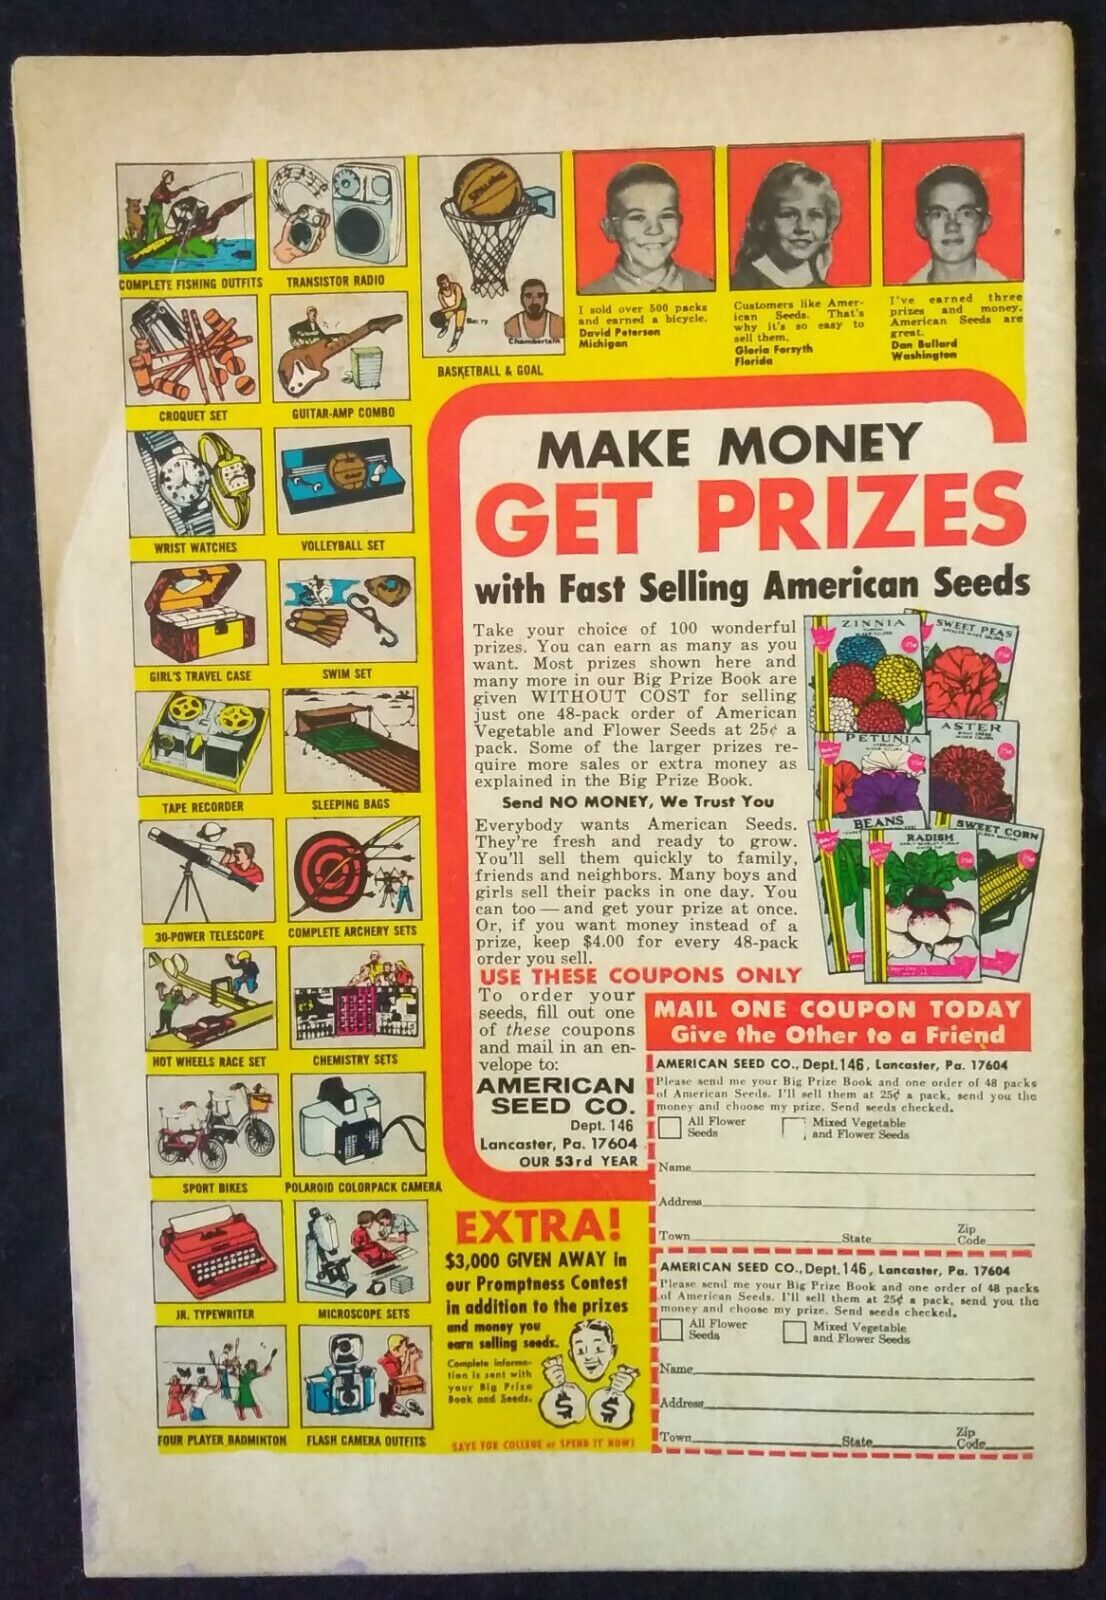 COMPLETE FISHING OUTFITS
TRANSISTOR RADIO
SPALDING
Barry
Chamberlain
BASKETBALL & GOAL
CROQUET SET
GUITAR-AMP COMBO
WRIST WATCHES
VOLLEYBALL SET
GIRL'S TRAVEL CASE
SWIM SET
TAPE RECORDER
SLEEPING BAGS
30-POWER TELESCOPE
COMPLETE ARCHERY SETS
HOT WHEELS RACE SET
CHEMISTRY SETS
SPORT BIKES
POLAROID COLORPACK CAMERA
JR. TYPEWRITER
MICROSCOPE SETS
FOUR PLAYER BADMINTON
FLASH CAMERA OUTFITS
I sold over 500 packs
and earned a bicycle.
David Peterson
Michigan
Customers like Amer-
ican Seeds. That's
why it's so easy to
sell them.
Gloria Forsyth
Florida
I've earned three
prizes and money.
American Seeds are
great.
Dan Bullard
Washington
MAKE MONEY
GET PRIZES
with Fast Selling American Seeds
Take your choice of 100 wonderful
prizes. You can earn as many as you
want. Most prizes shown here and
many more in our Big Prize Book are
given WITHOUT COST for selling
just one 48-pack order of American
Vegetable and Flower Seeds at 25¢ a
pack. Some of the larger prizes re-
quire more sales or extra money as
explained in the Big Prize Book.
Send NO MONEY, We Trust You
Everybody wants American Seeds.
They're fresh and ready to grow.
You'll sell them quickly to family,
friends and neighbors. Many boys and
girls sell their packs in one day. You
can too — and get your prize at once.
Or, if you want money instead of a
prize, keep $4.00 for every 48-pack
order you sell.
ZINNIA
SWEET PEAS
PETUNIA
ASTER
BEANS
RADISH
SWEET CORN
USE THESE COUPONS ONLY
To order your
seeds, fill out one
of these coupons
and mail in an en-
velope to:
AMERICAN
SEED CO.
Dept. 146
Lancaster, Pa. 17604
OUR 53rd YEAR
MAIL ONE COUPON TODAY
Give the Other to a Friend
AMERICAN SEED CO., Dept. 146, Lancaster, Pa. 17604
Please send me your Big Prize Book and one order of 48 packs
of American Seeds. I'll sell them at 25¢ a pack, send you the
money and choose my prize. Send seeds checked.
All Flower Seeds
Mixed Vegetable and Flower Seeds
Name
Address
Town State Zip Code
AMERICAN SEED CO., Dept. 146, Lancaster, Pa. 17604
Please send me your Big Prize Book and one order of 48 packs
of American Seeds. I'll sell them at 25¢ a pack, send you the
money and choose my prize. Send seeds checked.
All Flower Seeds
Mixed Vegetable and Flower Seeds
Name
Address
Town State Zip Code
EXTRA!
$3,000 GIVEN AWAY in
our Promptness Contest
in addition to the prizes
and money you
earn selling seeds.
Complete informa-
tion is sent with
your Big Prize
Book and Seeds.
$ $
SAVE FOR COLLEGE or SPEND IT NOW!